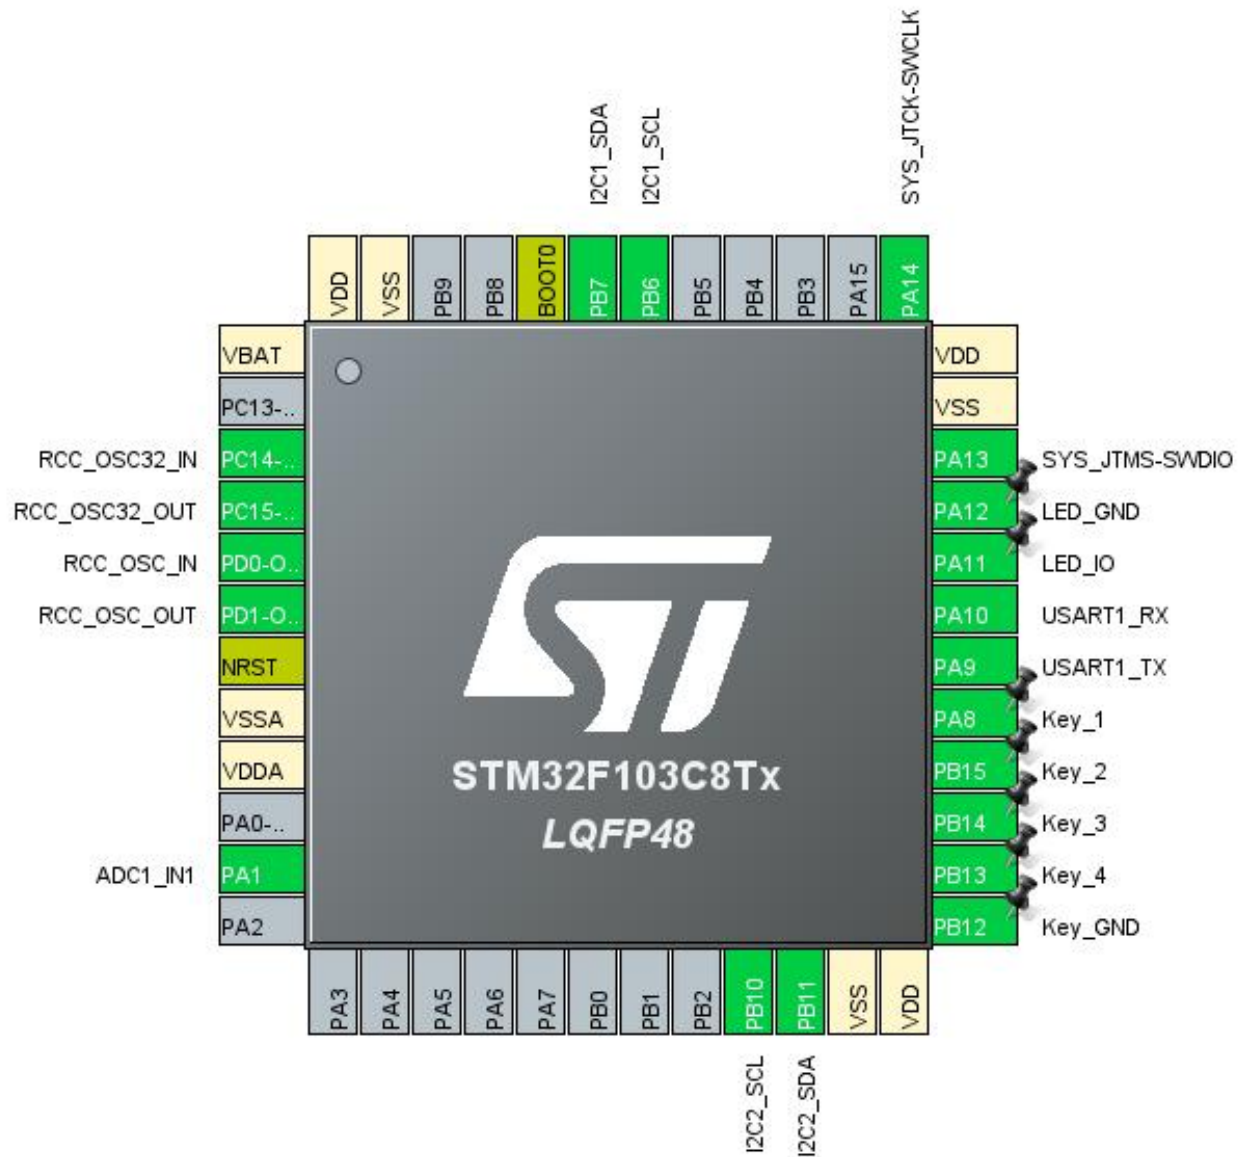 I2C1_SDA
I2C1_SCL
SYS_JTCK-SWCLK
VDD
VSS
PB9
PB8
BOOT0
PB7
PB6
PB5
PB4
PB3
PA15
PA14
VBAT
PC13-..
RCC_OSC32_IN PC14-..
RCC_OSC32_OUT PC15-..
RCC_OSC_IN PD0-O..
RCC_OSC_OUT PD1-O..
NRST
VSSA
VDDA
PA0-..
ADC1_IN1 PA1
PA2
ST
STM32F103C8Tx
LQFP48
VDD
VSS
PA13 SYS_JTMS-SWDIO
PA12 LED_GND
PA11 LED_IO
PA10 USART1_RX
PA9 USART1_TX
PA8 Key_1
PB15 Key_2
PB14 Key_3
PB13 Key_4
PB12 Key_GND
PA3
PA4
PA5
PA6
PA7
PB0
PB1
PB2
PB10
PB11
VSS
VDD
I2C2_SCL
I2C2_SDA